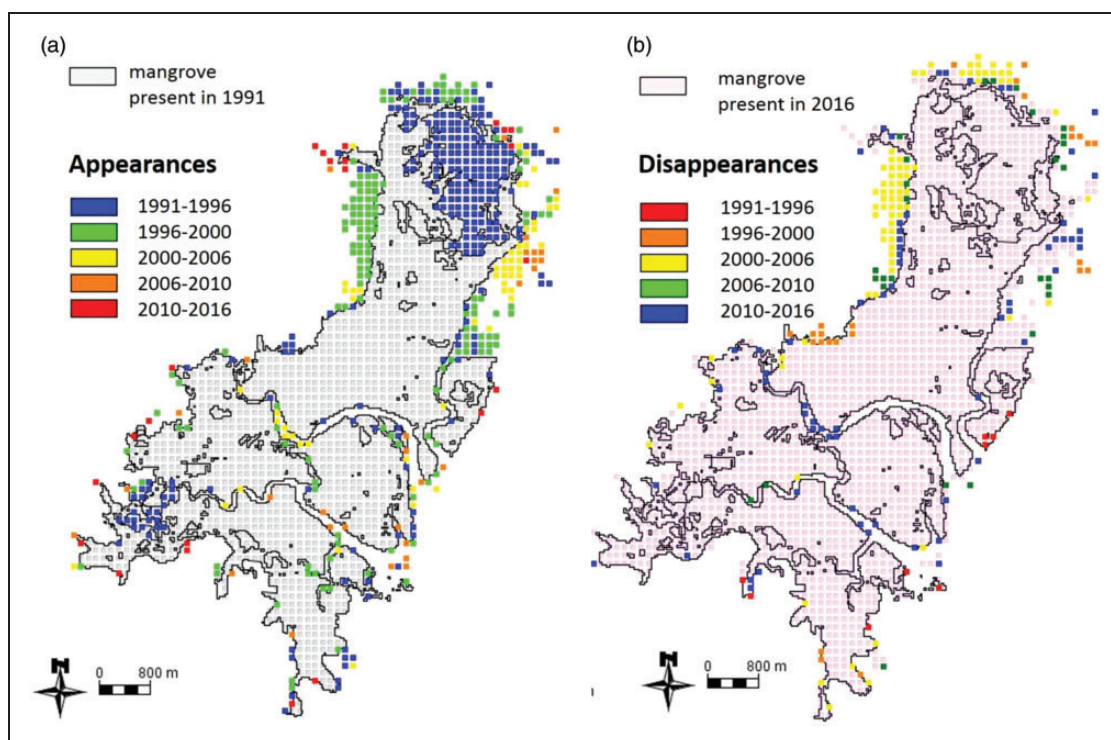 (a)
mangrove
present in 1991
Appearances
1991-1996
1996-2000
2000-2006
2006-2010
2010-2016
N
0 800 m
(b)
mangrove
present in 2016
Disappearances
1991-1996
1996-2000
2000-2006
2006-2010
2010-2016
N
0 800 m